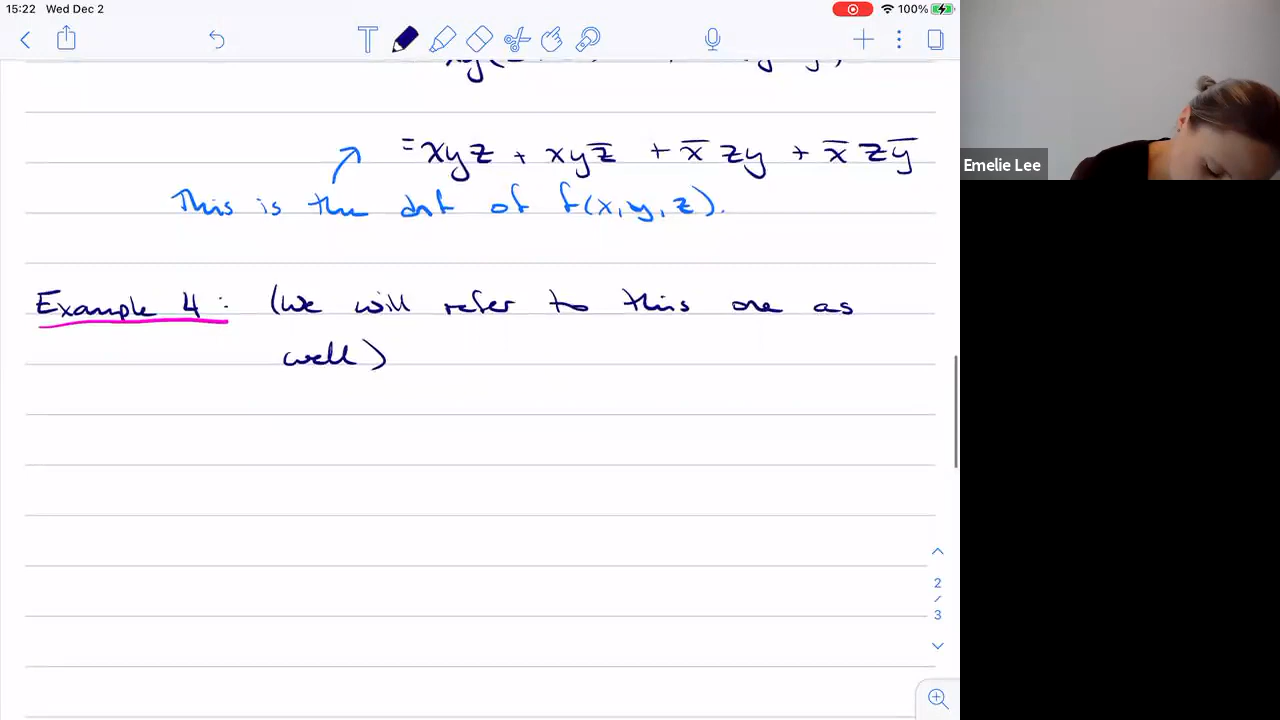 15:22 Wed Dec 2
100%
= xyz + xyz̅ + x̅zy + x̅zy̅
This is the dnf of f(x,y,z).
Example 4: (We will refer to this one as
well)
Emelie Lee
2
/
3